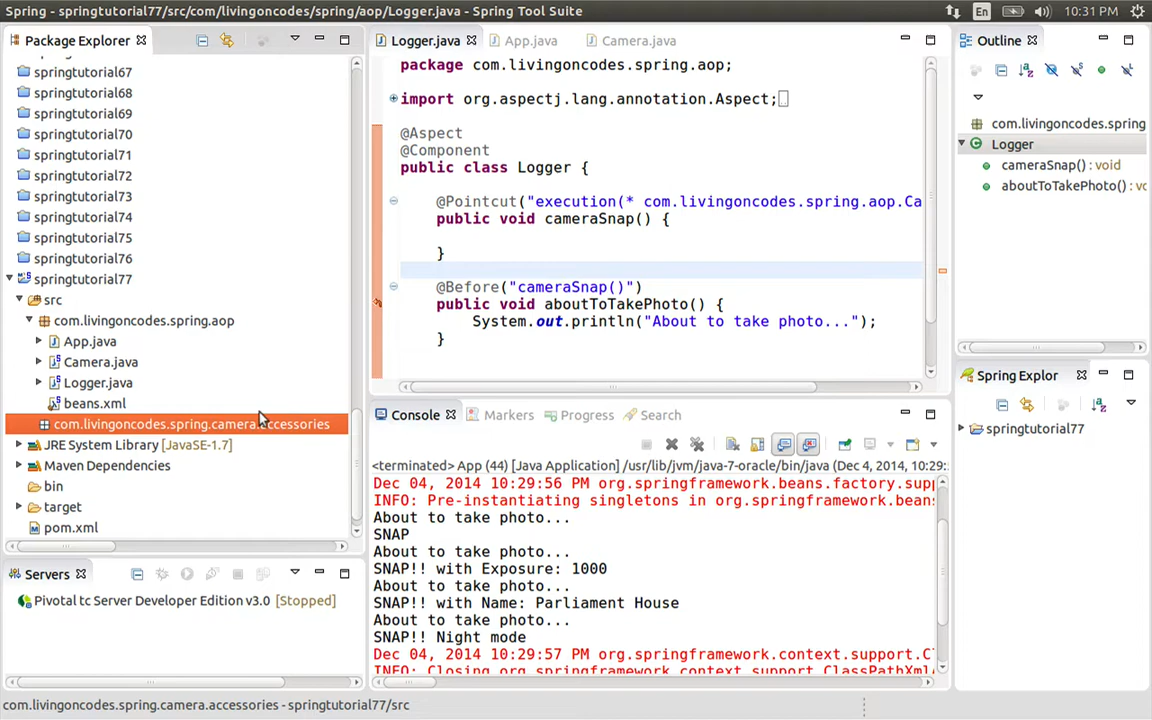 Spring - springtutorial77/src/com/livingoncodes/spring/aop/Logger.java - Spring Tool Suite
En
10:31 PM
Package Explorer
springtutorial67
springtutorial68
springtutorial69
springtutorial70
springtutorial71
springtutorial72
springtutorial73
springtutorial74
springtutorial75
springtutorial76
springtutorial77
src
com.livingoncodes.spring.aop
App.java
Camera.java
Logger.java
beans.xml
com.livingoncodes.spring.camera.accessories
JRE System Library [JavaSE-1.7]
Maven Dependencies
bin
target
pom.xml
Servers
Pivotal tc Server Developer Edition v3.0 [Stopped]
Logger.java
App.java
Camera.java
package com.livingoncodes.spring.aop;
import org.aspectj.lang.annotation.Aspect;
@Aspect
@Component
public class Logger {
@Pointcut("execution(* com.livingoncodes.spring.aop.Ca
public void cameraSnap() {
}
@Before("cameraSnap()")
public void aboutToTakePhoto() {
System.out.println("About to take photo...");
}
Console
Markers
Progress
Search
<terminated> App (44) [Java Application] /usr/lib/jvm/java-7-oracle/bin/java (Dec 4, 2014, 10:29:
Dec 04, 2014 10:29:56 PM org.springframework.beans.factory.supp
INFO: Pre-instantiating singletons in org.springframework.beans
About to take photo...
SNAP
About to take photo...
SNAP!! with Exposure: 1000
About to take photo...
SNAP!! with Name: Parliament House
About to take photo...
SNAP!! Night mode
Dec 04, 2014 10:29:57 PM org.springframework.context.support.Cl
INFO: Closing org.springframework.context.support.ClassPathXml
Outline
com.livingoncodes.spring
Logger
cameraSnap() : void
aboutToTakePhoto() : vo
Spring Explor
springtutorial77
com.livingoncodes.spring.camera.accessories - springtutorial77/src